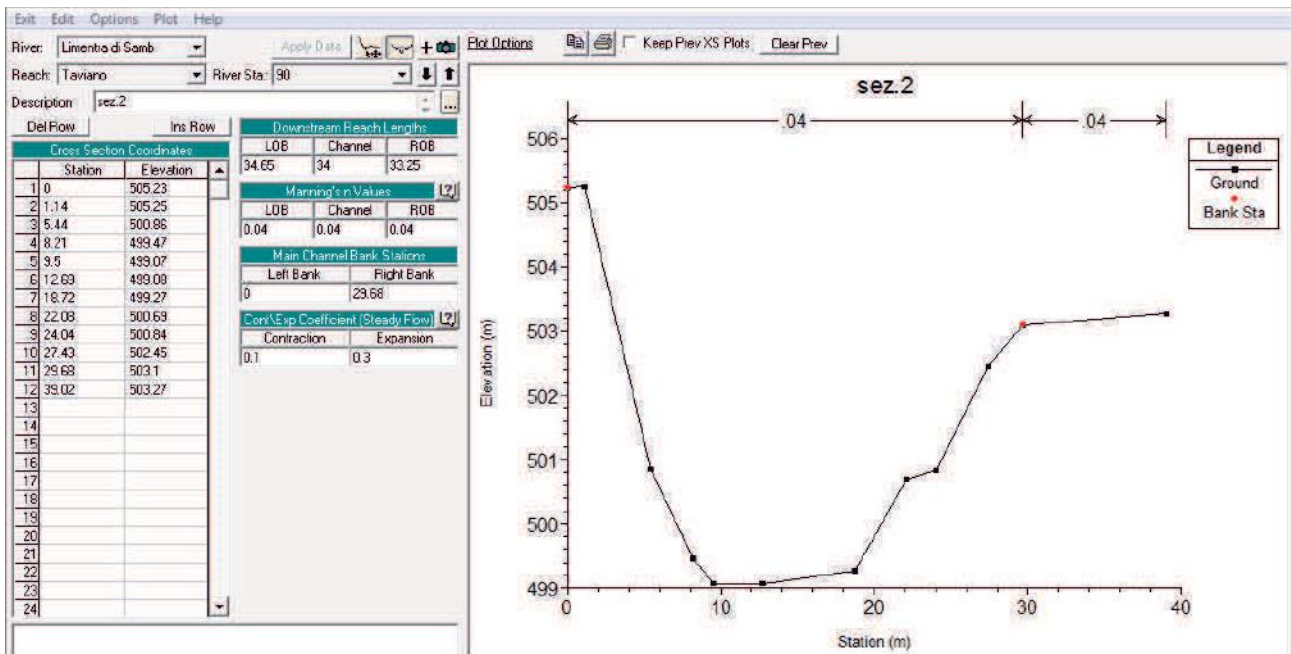 Exit Edit Options Plot Help
River: Limentra di Samb Apply Data + Plot Options Keep Prev XS Plots Clear Prev
Reach: Taviano River Sta.: 90
Description sez.2 ...
Del Row Ins Row
Cross Section Coordinates
Station Elevation
1 0 505.23
2 1.14 505.25
3 5.44 500.86
4 8.21 499.47
5 9.5 499.07
6 12.69 499.08
7 18.72 499.27
8 22.08 500.69
9 24.04 500.84
10 27.43 502.45
11 29.68 503.1
12 39.02 503.27
13
14
15
16
17
18
19
20
21
22
23
24
Downstream Reach Lengths
LOB Channel ROB
34.65 34 33.25
Manning's n Values ?
LOB Channel ROB
0.04 0.04 0.04
Main Channel Bank Stations
Left Bank Right Bank
0 29.68
Cont\Exp Coefficient (Steady Flow) ?
Contraction Expansion
0.1 0.3
sez.2
.04 .04
506
505
504
503
502
501
500
499
Elevation (m)
0 10 20 30 40
Station (m)
Legend
Ground
Bank Sta